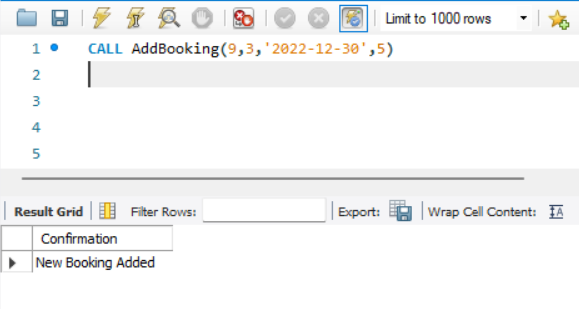 Limit to 1000 rows
1 CALL AddBooking(9,3,'2022-12-30',5)
2
3
4
5
Result Grid Filter Rows: Export: Wrap Cell Content: IA
Confirmation
New Booking Added